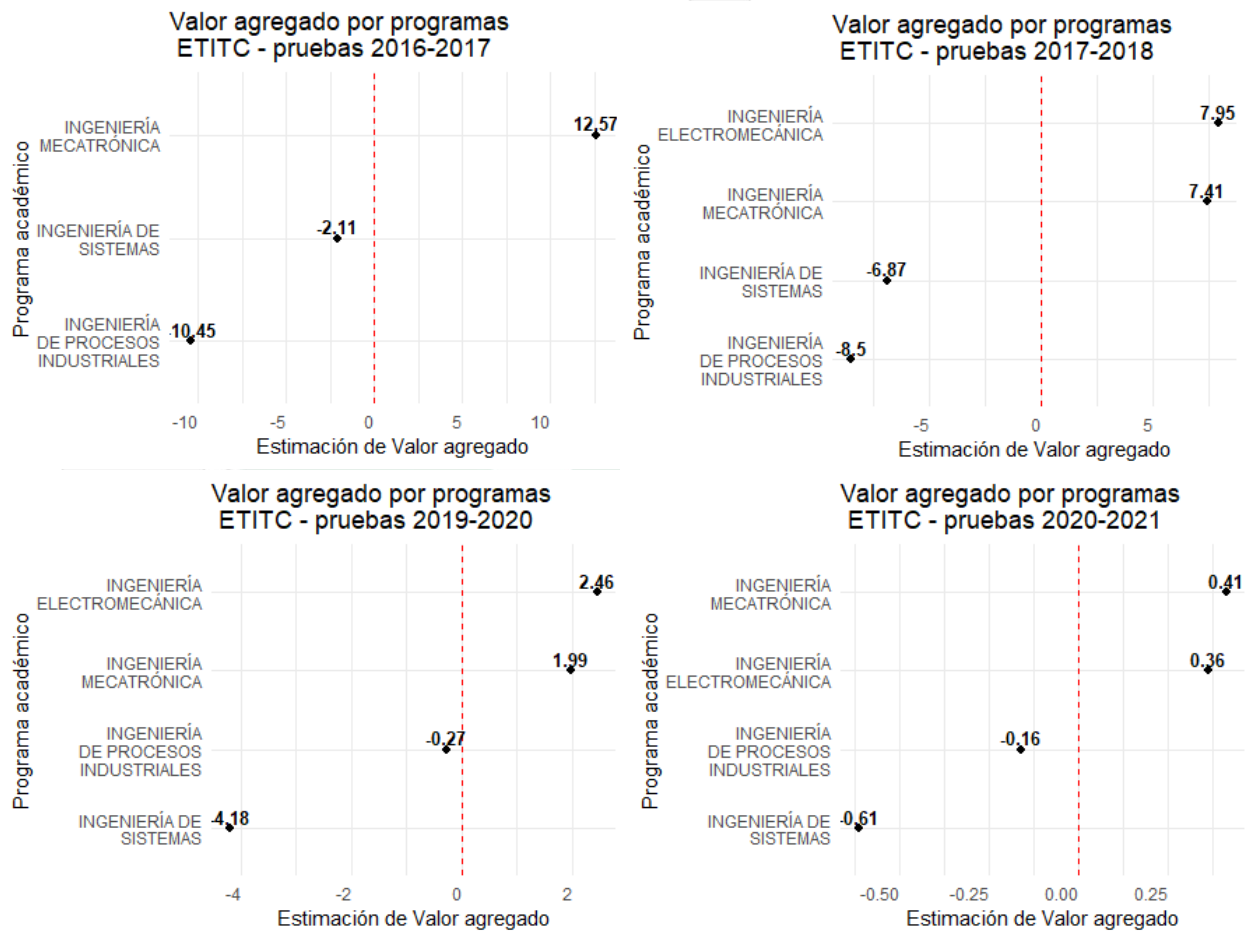 Valor agregado por programas
ETITC - pruebas 2016-2017
Programa académico
INGENIERÍA
MECATRÓNICA
12.57
INGENIERÍA DE
SISTEMAS
-2.11
INGENIERÍA
DE PROCESOS
INDUSTRIALES
-10.45
-10 -5 0 5 10
Estimación de Valor agregado
Valor agregado por programas
ETITC - pruebas 2017-2018
Programa académico
INGENIERÍA
ELECTROMECÁNICA
7.95
INGENIERÍA
MECATRÓNICA
7.41
INGENIERÍA DE
SISTEMAS
-6.87
INGENIERÍA
DE PROCESOS
INDUSTRIALES
-8.5
-5 0 5
Estimación de Valor agregado
Valor agregado por programas
ETITC - pruebas 2019-2020
Programa académico
INGENIERÍA
ELECTROMECÁNICA
2.46
INGENIERÍA
MECATRÓNICA
1.99
INGENIERÍA
DE PROCESOS
INDUSTRIALES
-0.27
INGENIERÍA DE
SISTEMAS
-4.18
-4 -2 0 2
Estimación de Valor agregado
Valor agregado por programas
ETITC - pruebas 2020-2021
Programa académico
INGENIERÍA
MECATRÓNICA
0.41
INGENIERÍA
ELECTROMECÁNICA
0.36
INGENIERÍA
DE PROCESOS
INDUSTRIALES
-0.16
INGENIERÍA DE
SISTEMAS
-0.61
-0.50 -0.25 0.00 0.25
Estimación de Valor agregado